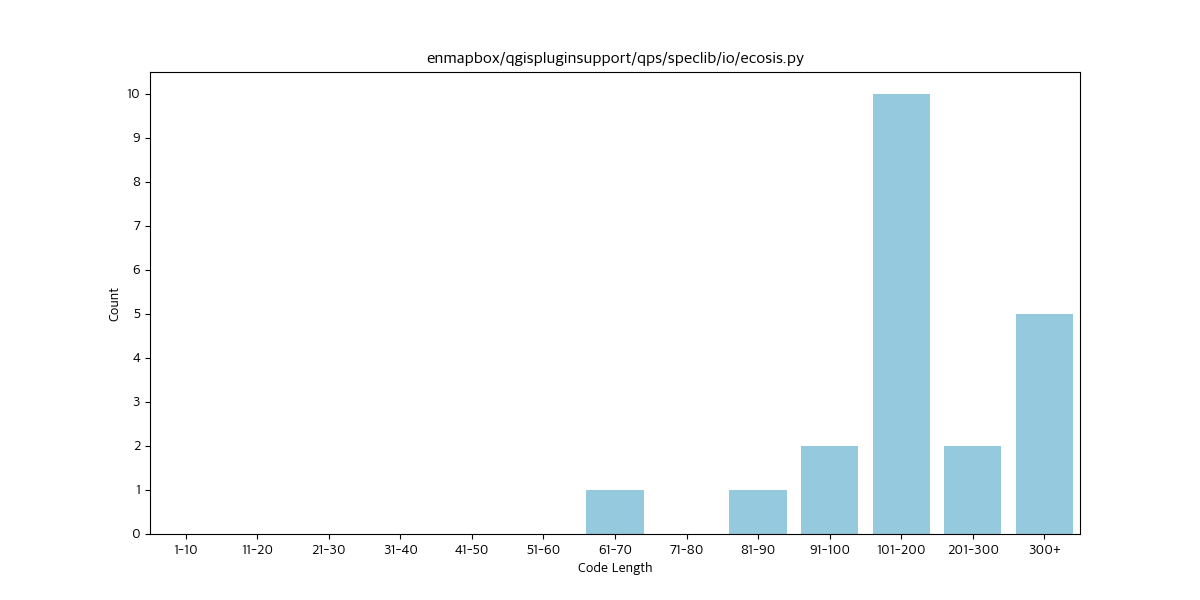 enmapbox/qgispluginsupport/qps/speclib/io/ecosis.py
10
9
8
7
6
5
4
3
2
1
0
Count
1-10 11-20 21-30 31-40 41-50 51-60 61-70 71-80 81-90 91-100 101-200 201-300 300+
Code Length